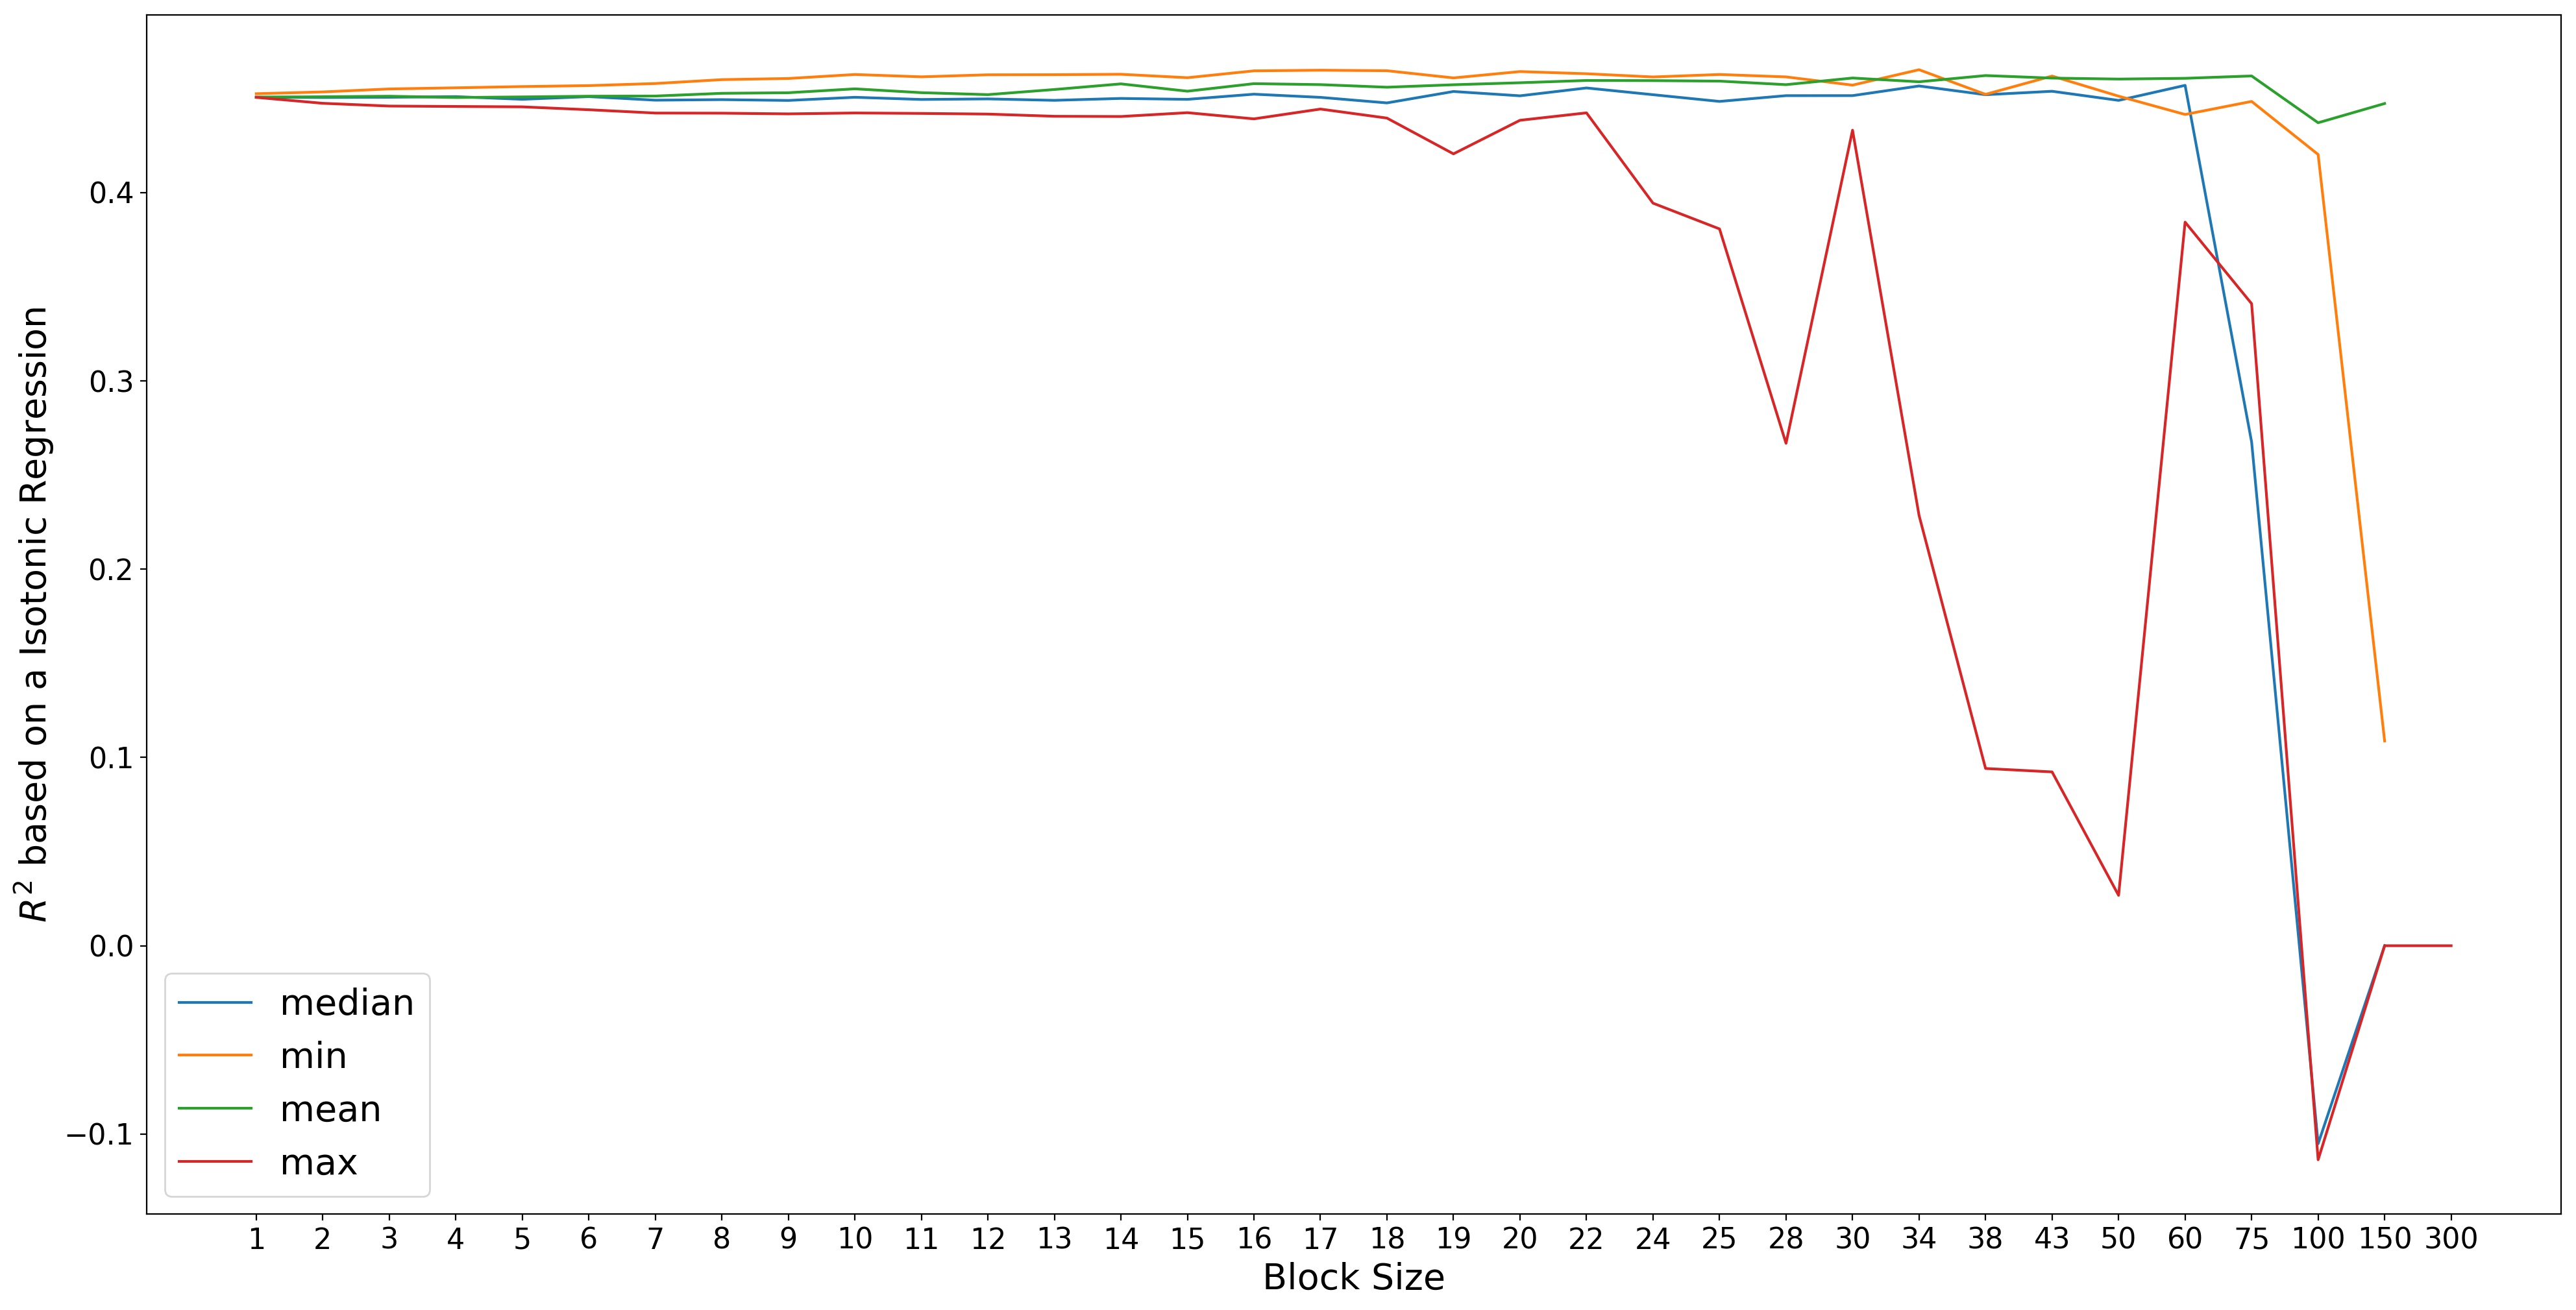 R² based on a Isotonic Regression
0.4
0.3
0.2
0.1
0.0
−0.1
median
min
mean
max
1 2 3 4 5 6 7 8 9 10 11 12 13 14 15 16 17 18 19 20 22 24 25 28 30 34 38 43 50 60 75 100 150 300
Block Size